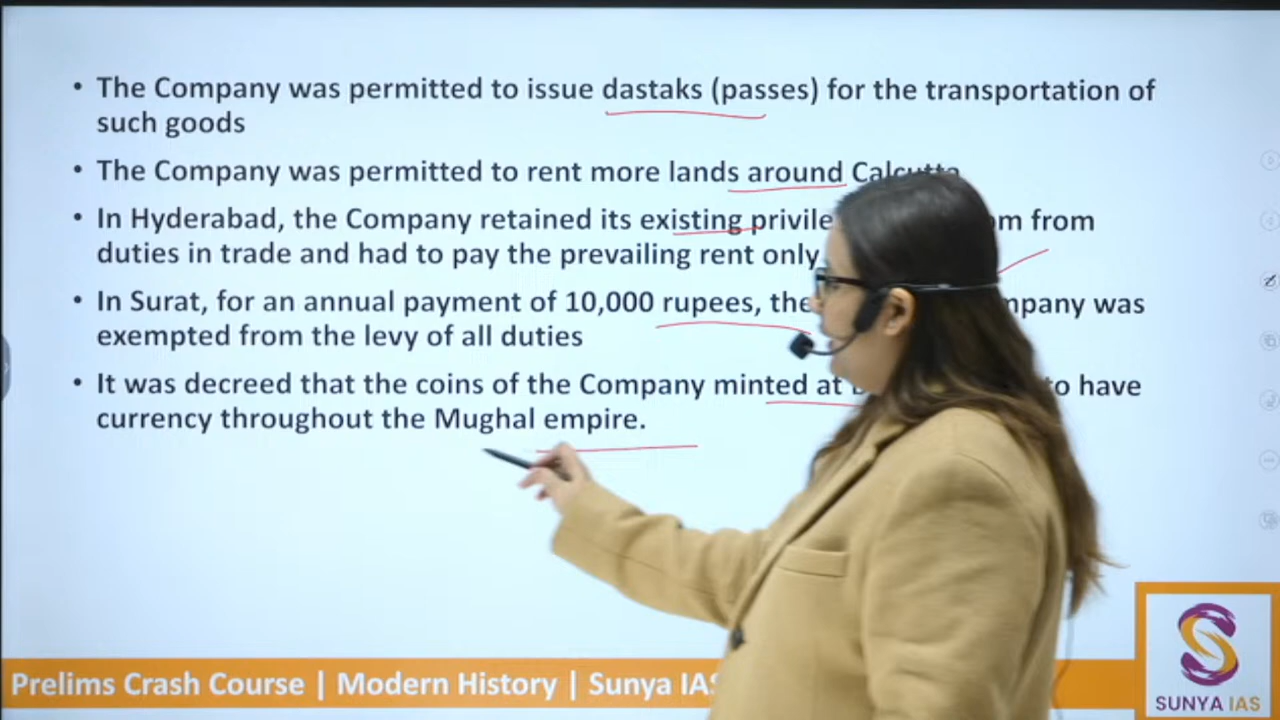 • The Company was permitted to issue dastaks (passes) for the transportation of
such goods
• The Company was permitted to rent more lands around Calcutta
• In Hyderabad, the Company retained its existing from
duties in trade and had to pay the prevailing rent only
• In Surat, for an annual payment of 10,000 rupees, was
exempted from the levy of all duties
• It was decreed that the coins of the Company minted at to have
currency throughout the Mughal empire.
Prelims Crash Course | Modern History | Sunya IAS
SUNYA IAS